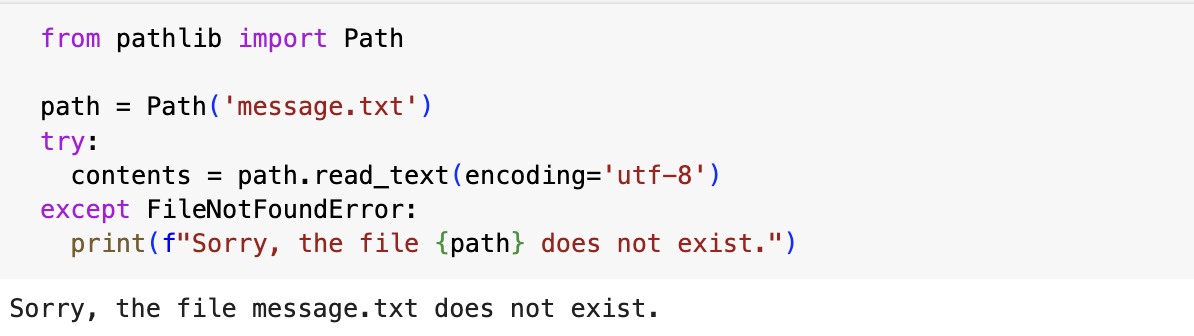 from pathlib import Path
path = Path('message.txt')
try:
  contents = path.read_text(encoding='utf-8')
except FileNotFoundError:
  print(f"Sorry, the file {path} does not exist.")
Sorry, the file message.txt does not exist.